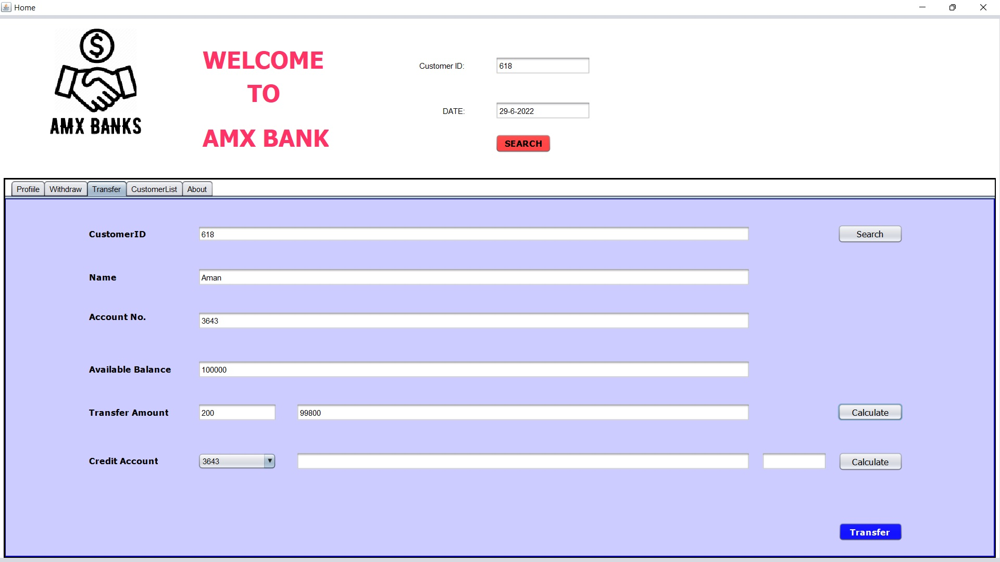 Home
$
AMX BANKS
WELCOME
TO
AMX BANK
Customer ID: 618
DATE: 29-6-2022
SEARCH
Profiile Withdraw Transfer CustomerList About
CustomerID 618 Search
Name Aman
Account No. 3643
Available Balance 100000
Transfer Amount 200 99800 Calculate
Credit Account 3643 Calculate
Transfer